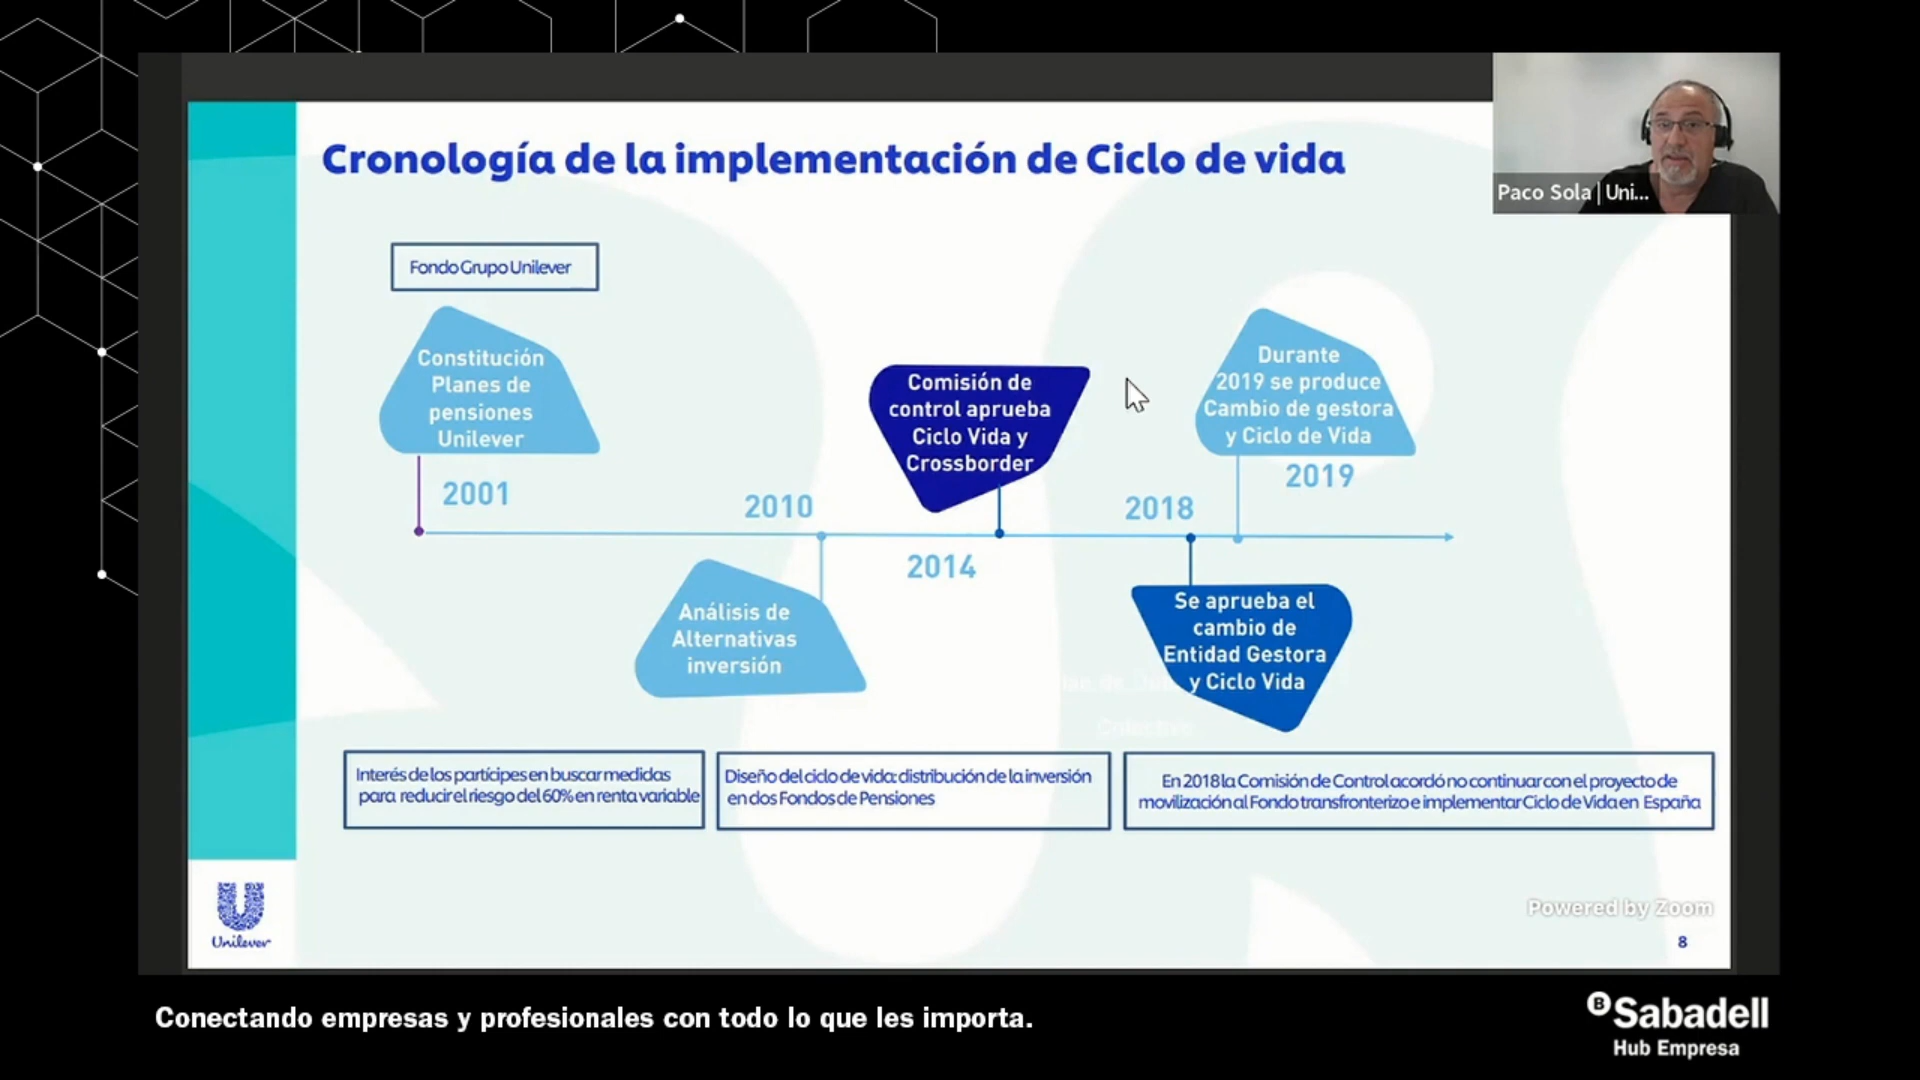 Cronología de la implementación de Ciclo de vida
Paco Sola | Uni...
Fondo Grupo Unilever
Constitución
Planes de
pensiones
Unilever
2001
2010
Análisis de
Alternativas
inversión
Comisión de
control aprueba
Ciclo Vida y
Crossborder
2014
2018
Se aprueba el
cambio de
Entidad Gestora
y Ciclo Vida
Durante
2019 se produce
Cambio de gestora
y Ciclo de Vida
2019
Interés de los partícipes en buscar medidas
para reducir el riesgo del 60% en renta variable
Diseño del ciclo de vida: distribución de la inversión
en dos Fondos de Pensiones
En 2018 la Comisión de Control acordó no continuar con el proyecto de
movilización al Fondo transfronterizo e implementar Ciclo de Vida en España
Unilever
Powered by Zoom
8
Conectando empresas y profesionales con todo lo que les importa.
B Sabadell
Hub Empresa